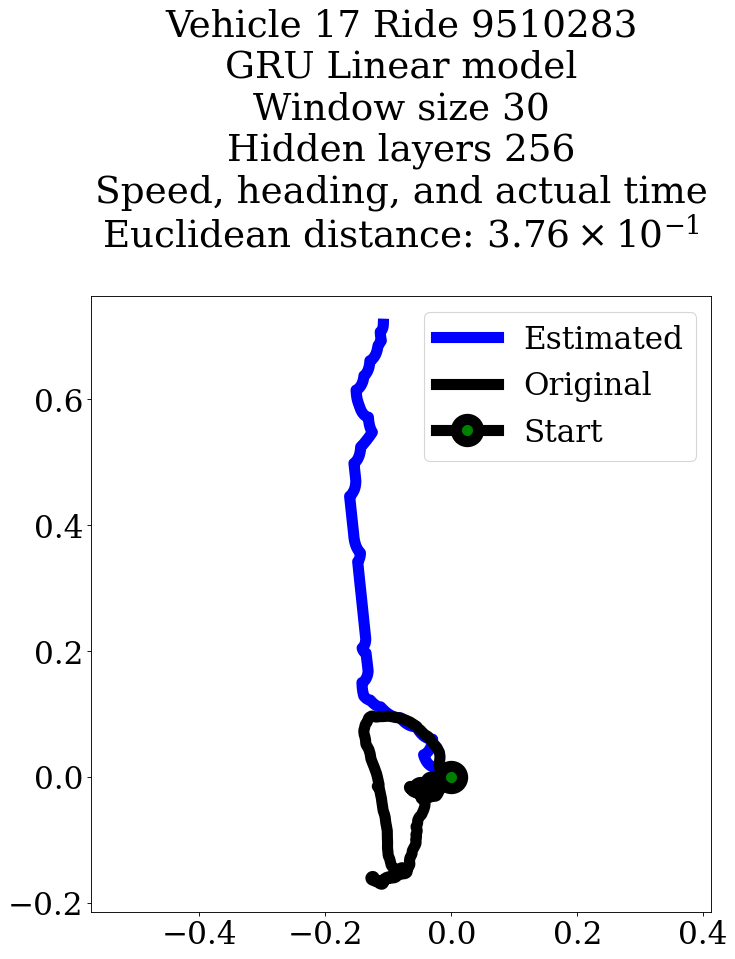 Vehicle 17 Ride 9510283
GRU Linear model
Window size 30
Hidden layers 256
Speed, heading, and actual time
Euclidean distance: 3.76 × 10⁻¹
Estimated
Original
Start
0.6
0.4
0.2
0.0
−0.2
−0.4 −0.2 0.0 0.2 0.4